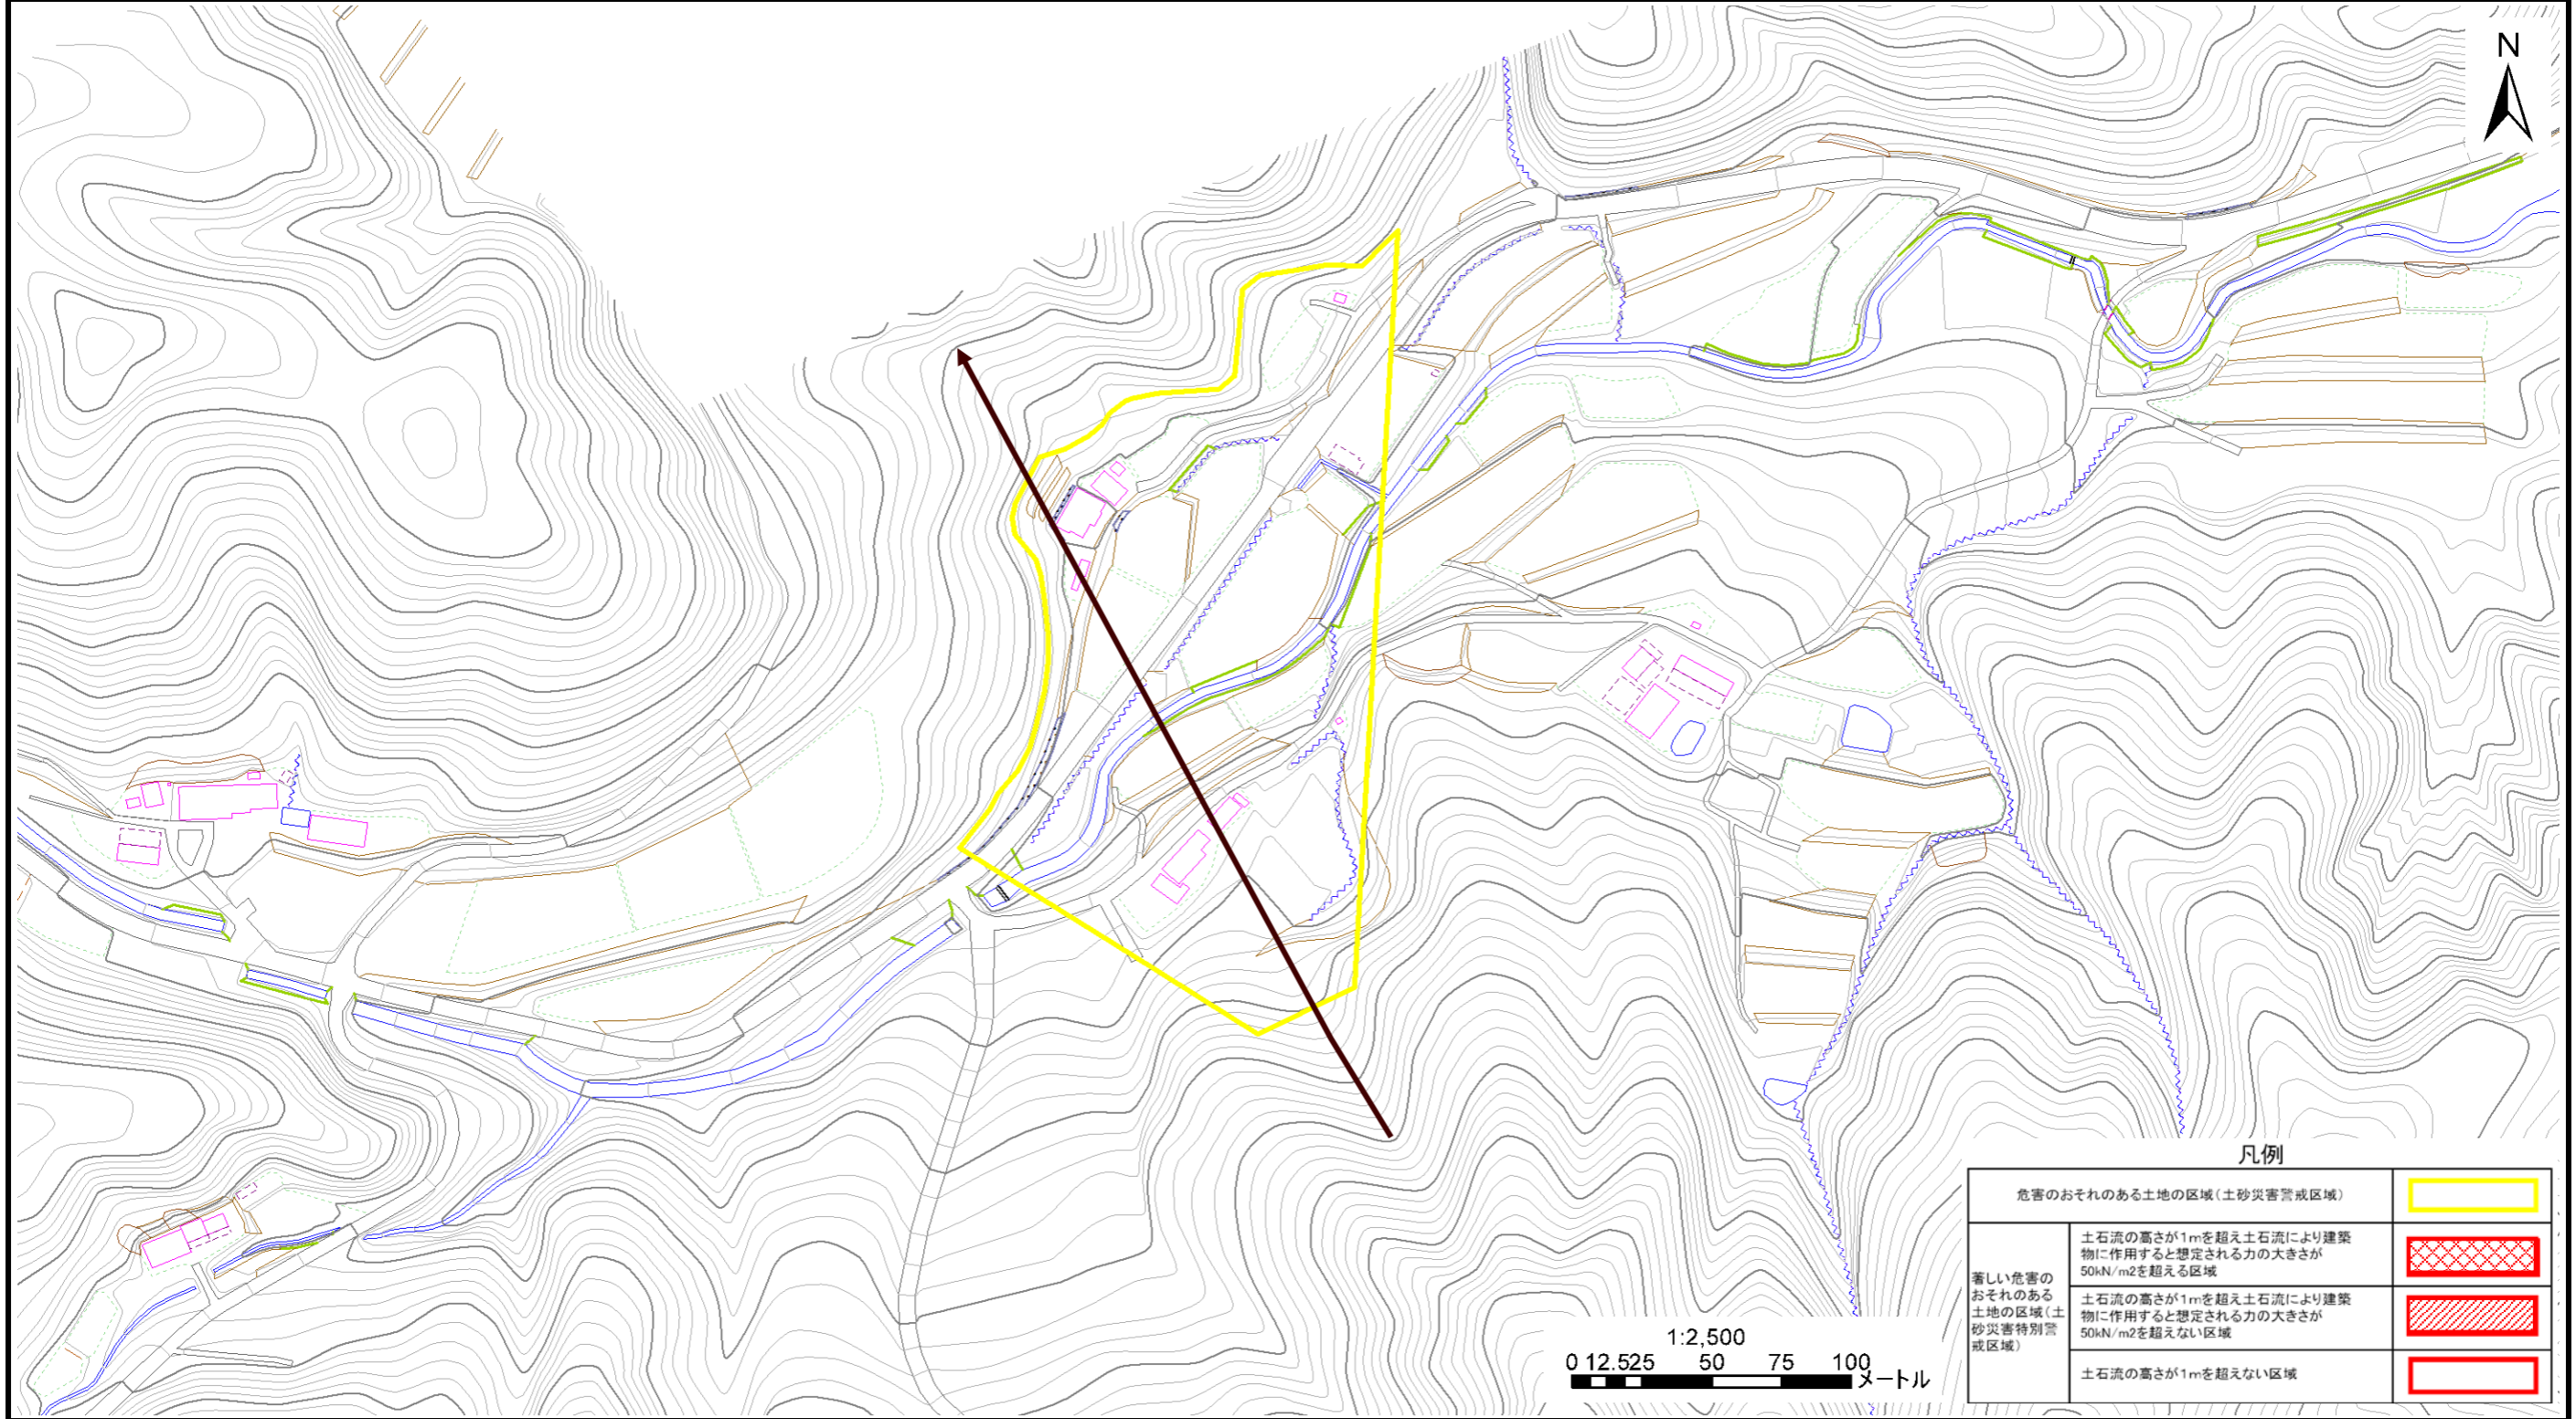 N
凡例
危害のおそれのある土地の区域(土砂災害警戒区域)
著しい危害の
おそれのある
土地の区域(土
砂災害特別警
戒区域)
土石流の高さが1mを超え土石流により建築
物に作用すると想定される力の大きさが
50kN/m2を超える区域
土石流の高さが1mを超え土石流により建築
物に作用すると想定される力の大きさが
50kN/m2を超えない区域
土石流の高さが1mを超えない区域
1:2,500
0 12.525 50 75 100
メートル